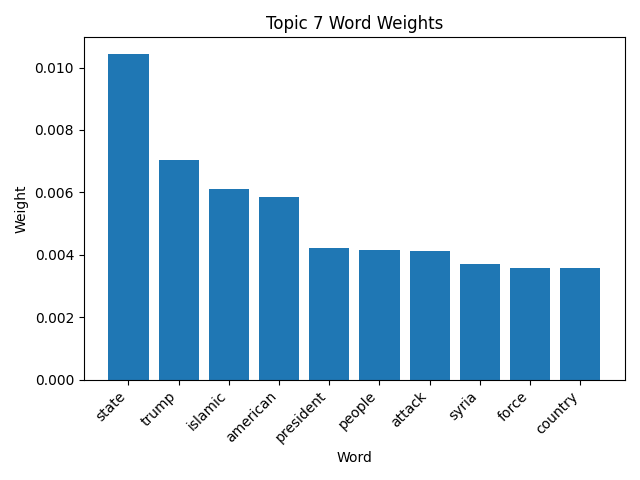 Topic 7 Word Weights
Weight
0.010
0.008
0.006
0.004
0.002
0.000
state
trump
islamic
american
president
people
attack
syria
force
country
Word